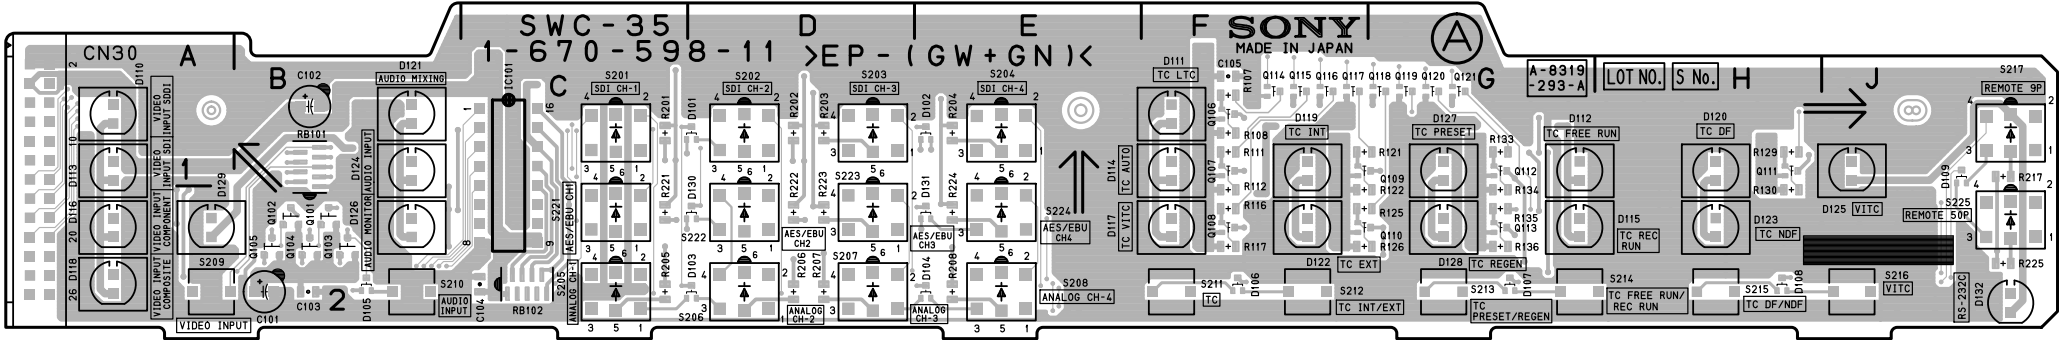 SWC-35
1-670-598-11 >EP-(GW+GN)<
SONY
MADE IN JAPAN
A
A-8319
-293-A
LOT NO.
S No.
A
B
C
D
E
F
G
H
J
1
2
CN30
2
10
20
26
D110
D113
D116
D118
VIDEO INPUT SDDI
VIDEO INPUT SDI
VIDEO INPUT COMPONENT
VIDEO INPUT COMPOSITE
D129
S209
VIDEO INPUT
C101
C102
C103
RB101
Q102
Q101
Q105
Q104
Q103
D105
D121
AUDIO MIXING
D124
AUDIO INPUT
D126
AUDIO MONITOR
S210
AUDIO INPUT
C104
IC101
1
16
8
9
RB102
S201
SDI CH-1
S221
AES/EBU CH1
S205
ANALOG CH-1
R201
R221
R205
D101
D130
D103
S202
SDI CH-2
S222
AES/EBU
CH2
S206
ANALOG
CH-2
R202
R203
R222
R223
R206
R207
S203
SDI CH-3
S223
AES/EBU
CH3
S207
ANALOG
CH-3
D102
R204
D131
R224
D104
R208
S204
SDI CH-4
S224
AES/EBU
CH4
S208
ANALOG CH-4
D111
TC LTC
D114
TC AUTO
D117
TC VITC
S211
TC
C105
R107
Q106
R108
R111
Q107
R112
R116
Q108
R117
D106
Q114
Q115
Q116
Q117
Q118
Q119
Q120
Q121
D119
TC INT
D122
TC EXT
S212
TC INT/EXT
R121
Q109
R122
R125
Q110
R126
D127
TC PRESET
D128
TC REGEN
S213
TC
PRESET/REGEN
R133
Q112
R134
R135
Q113
R136
D107
D112
TC FREE RUN
D115
TC REC
RUN
S214
TC FREE RUN/
REC RUN
D120
TC DF
D123
TC NDF
S215
TC DF/NDF
R129
Q111
R130
D108
D125
VITC
S216
VITC
S217
REMOTE 9P
D109
R217
S225
REMOTE 50P
R225
RS-232C
D132